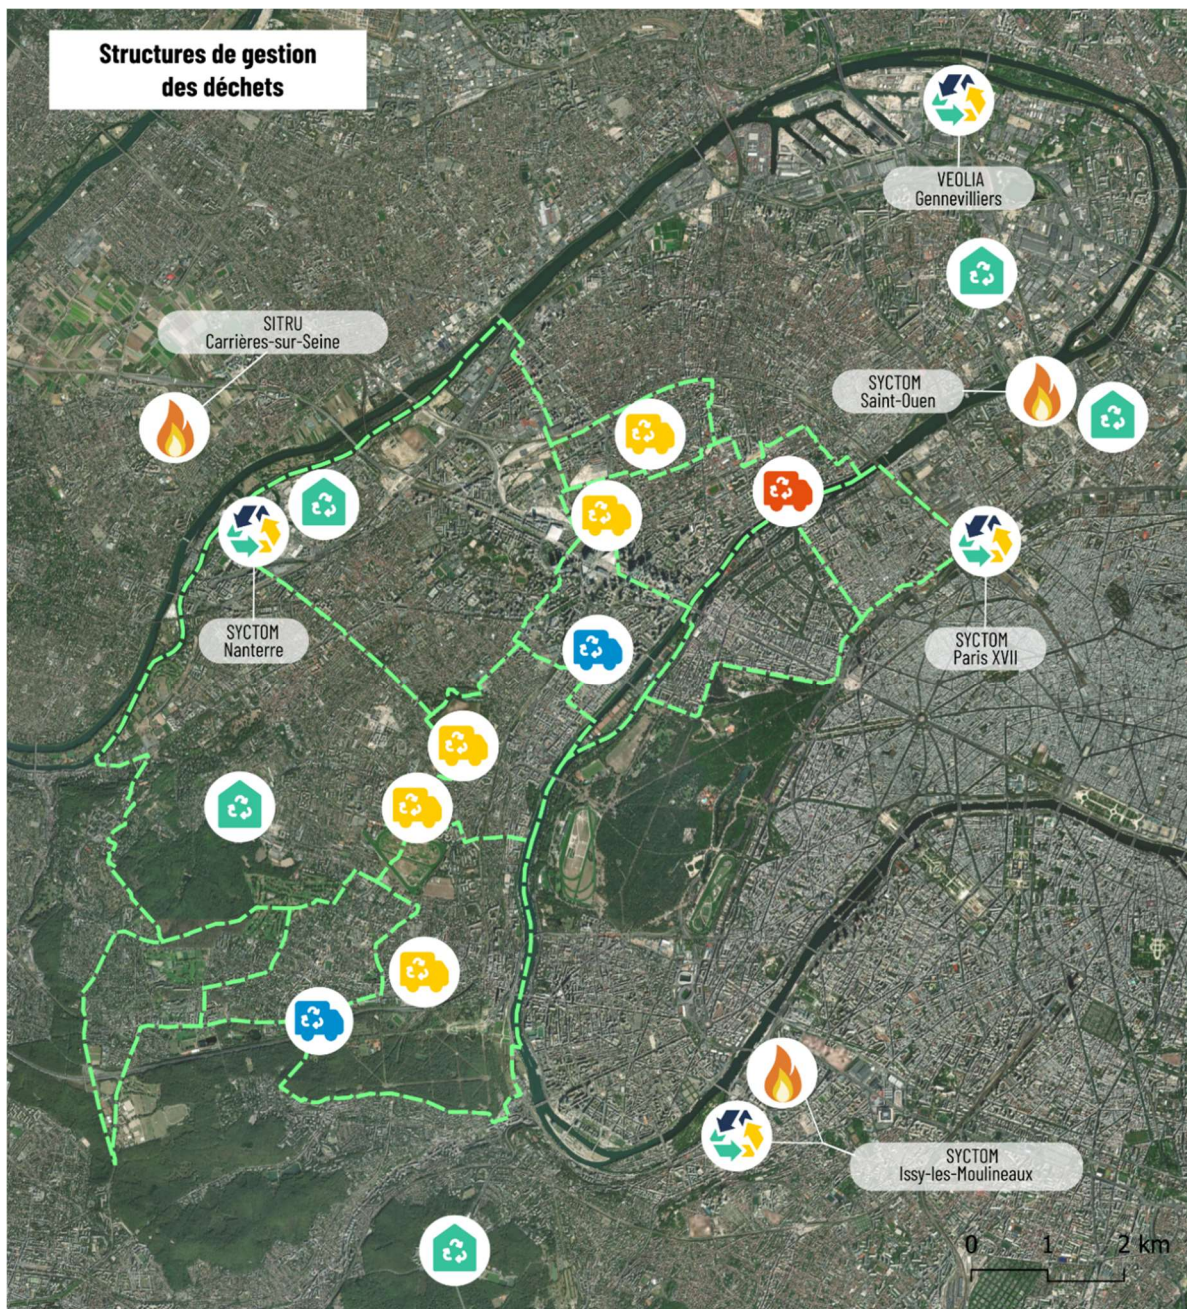 Structures de gestion
des déchets
VEOLIA
Gennevilliers
SITRU
Carrières-sur-Seine
SYCTOM
Saint-Ouen
SYCTOM
Nanterre
SYCTOM
Paris XVII
SYCTOM
Issy-les-Moulineaux
0 1 2 km